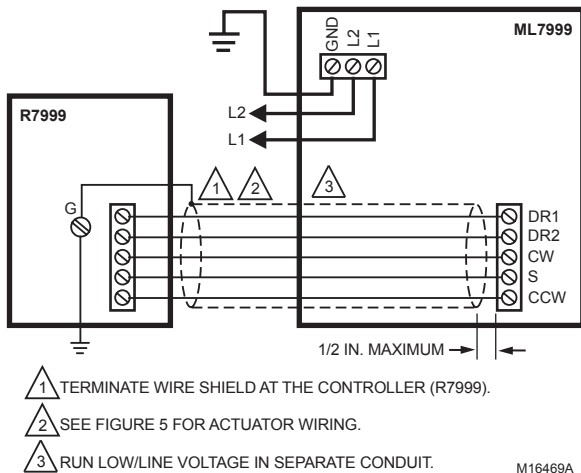 ML7999
GND
L2
L1
L2
L1
R7999
1
2
3
G
DR1
DR2
CW
S
CCW
1/2 IN. MAXIMUM
1 TERMINATE WIRE SHIELD AT THE CONTROLLER (R7999).
2 SEE FIGURE 5 FOR ACTUATOR WIRING.
3 RUN LOW/LINE VOLTAGE IN SEPARATE CONDUIT.
M16469A